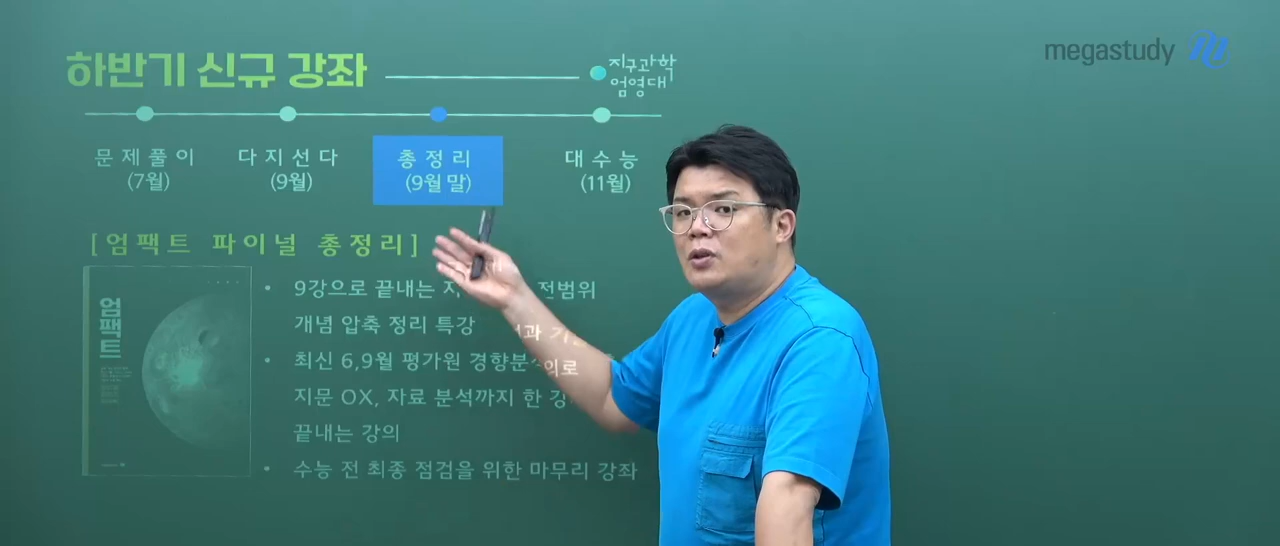 megastudy
하반기 신규 강좌
지구과학
엄영대
문제풀이
(7월)
다지선다
(9월)
총정리
(9월 말)
대수능
(11월)
[엄팩트 파이널 총정리]
엄팩트
• 9강으로 끝내는 전범위
개념 압축 정리 특강
• 최신 6,9월 평가원 경향분
의로
지문 OX, 자료 분석까지 한
끝내는 강의
• 수능 전 최종 점검을 위한 마무리 강좌